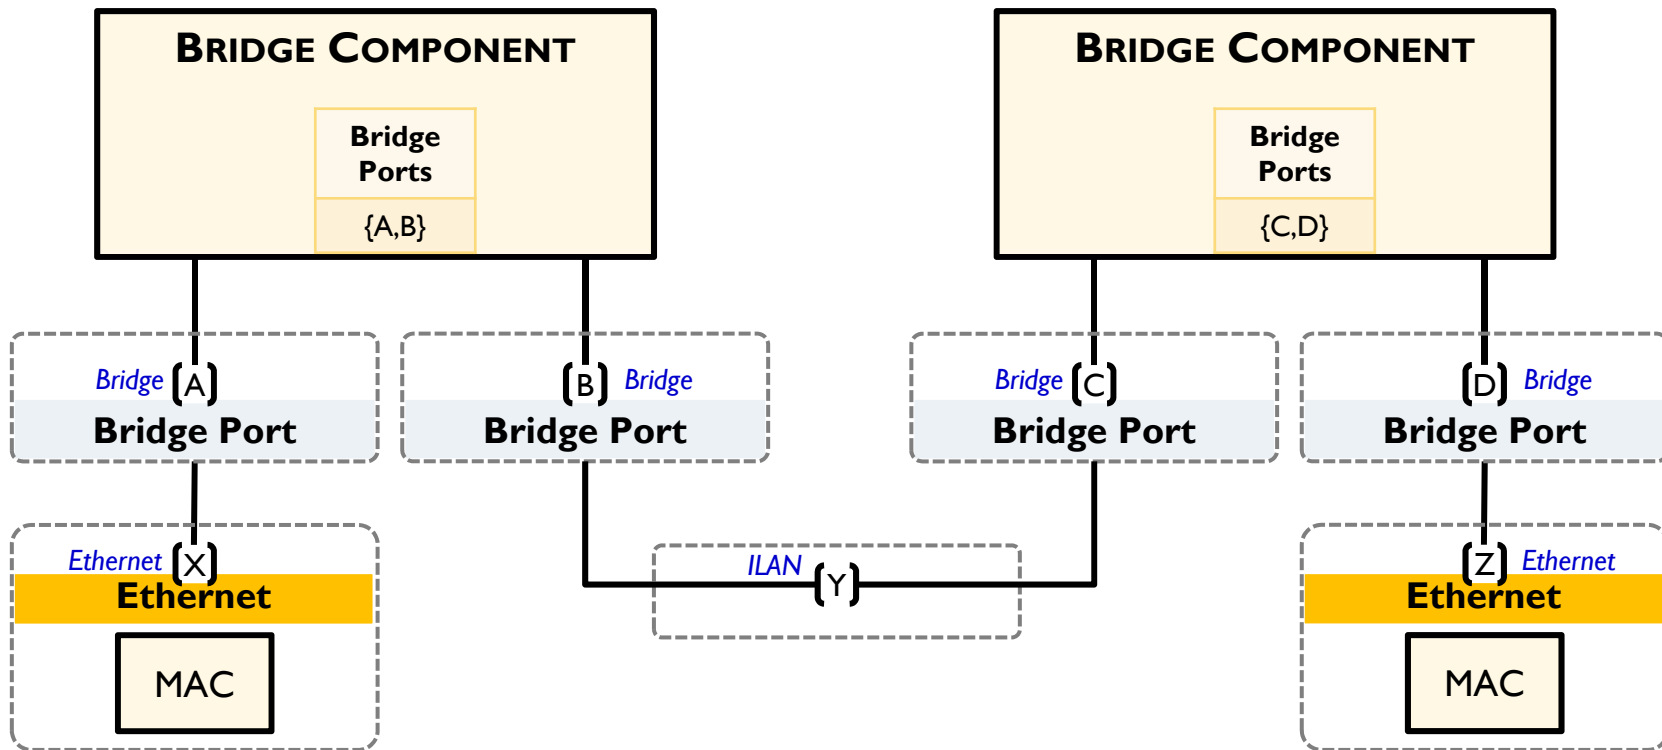 BRIDGE COMPONENT
BRIDGE COMPONENT
Bridge
Ports
{A,B}
Bridge
Ports
{C,D}
Bridge [A]
[B] Bridge
Bridge [C]
[D] Bridge
Bridge Port
Bridge Port
Bridge Port
Bridge Port
Ethernet [X]
ILAN [Y]
[Z] Ethernet
Ethernet
Ethernet
MAC
MAC